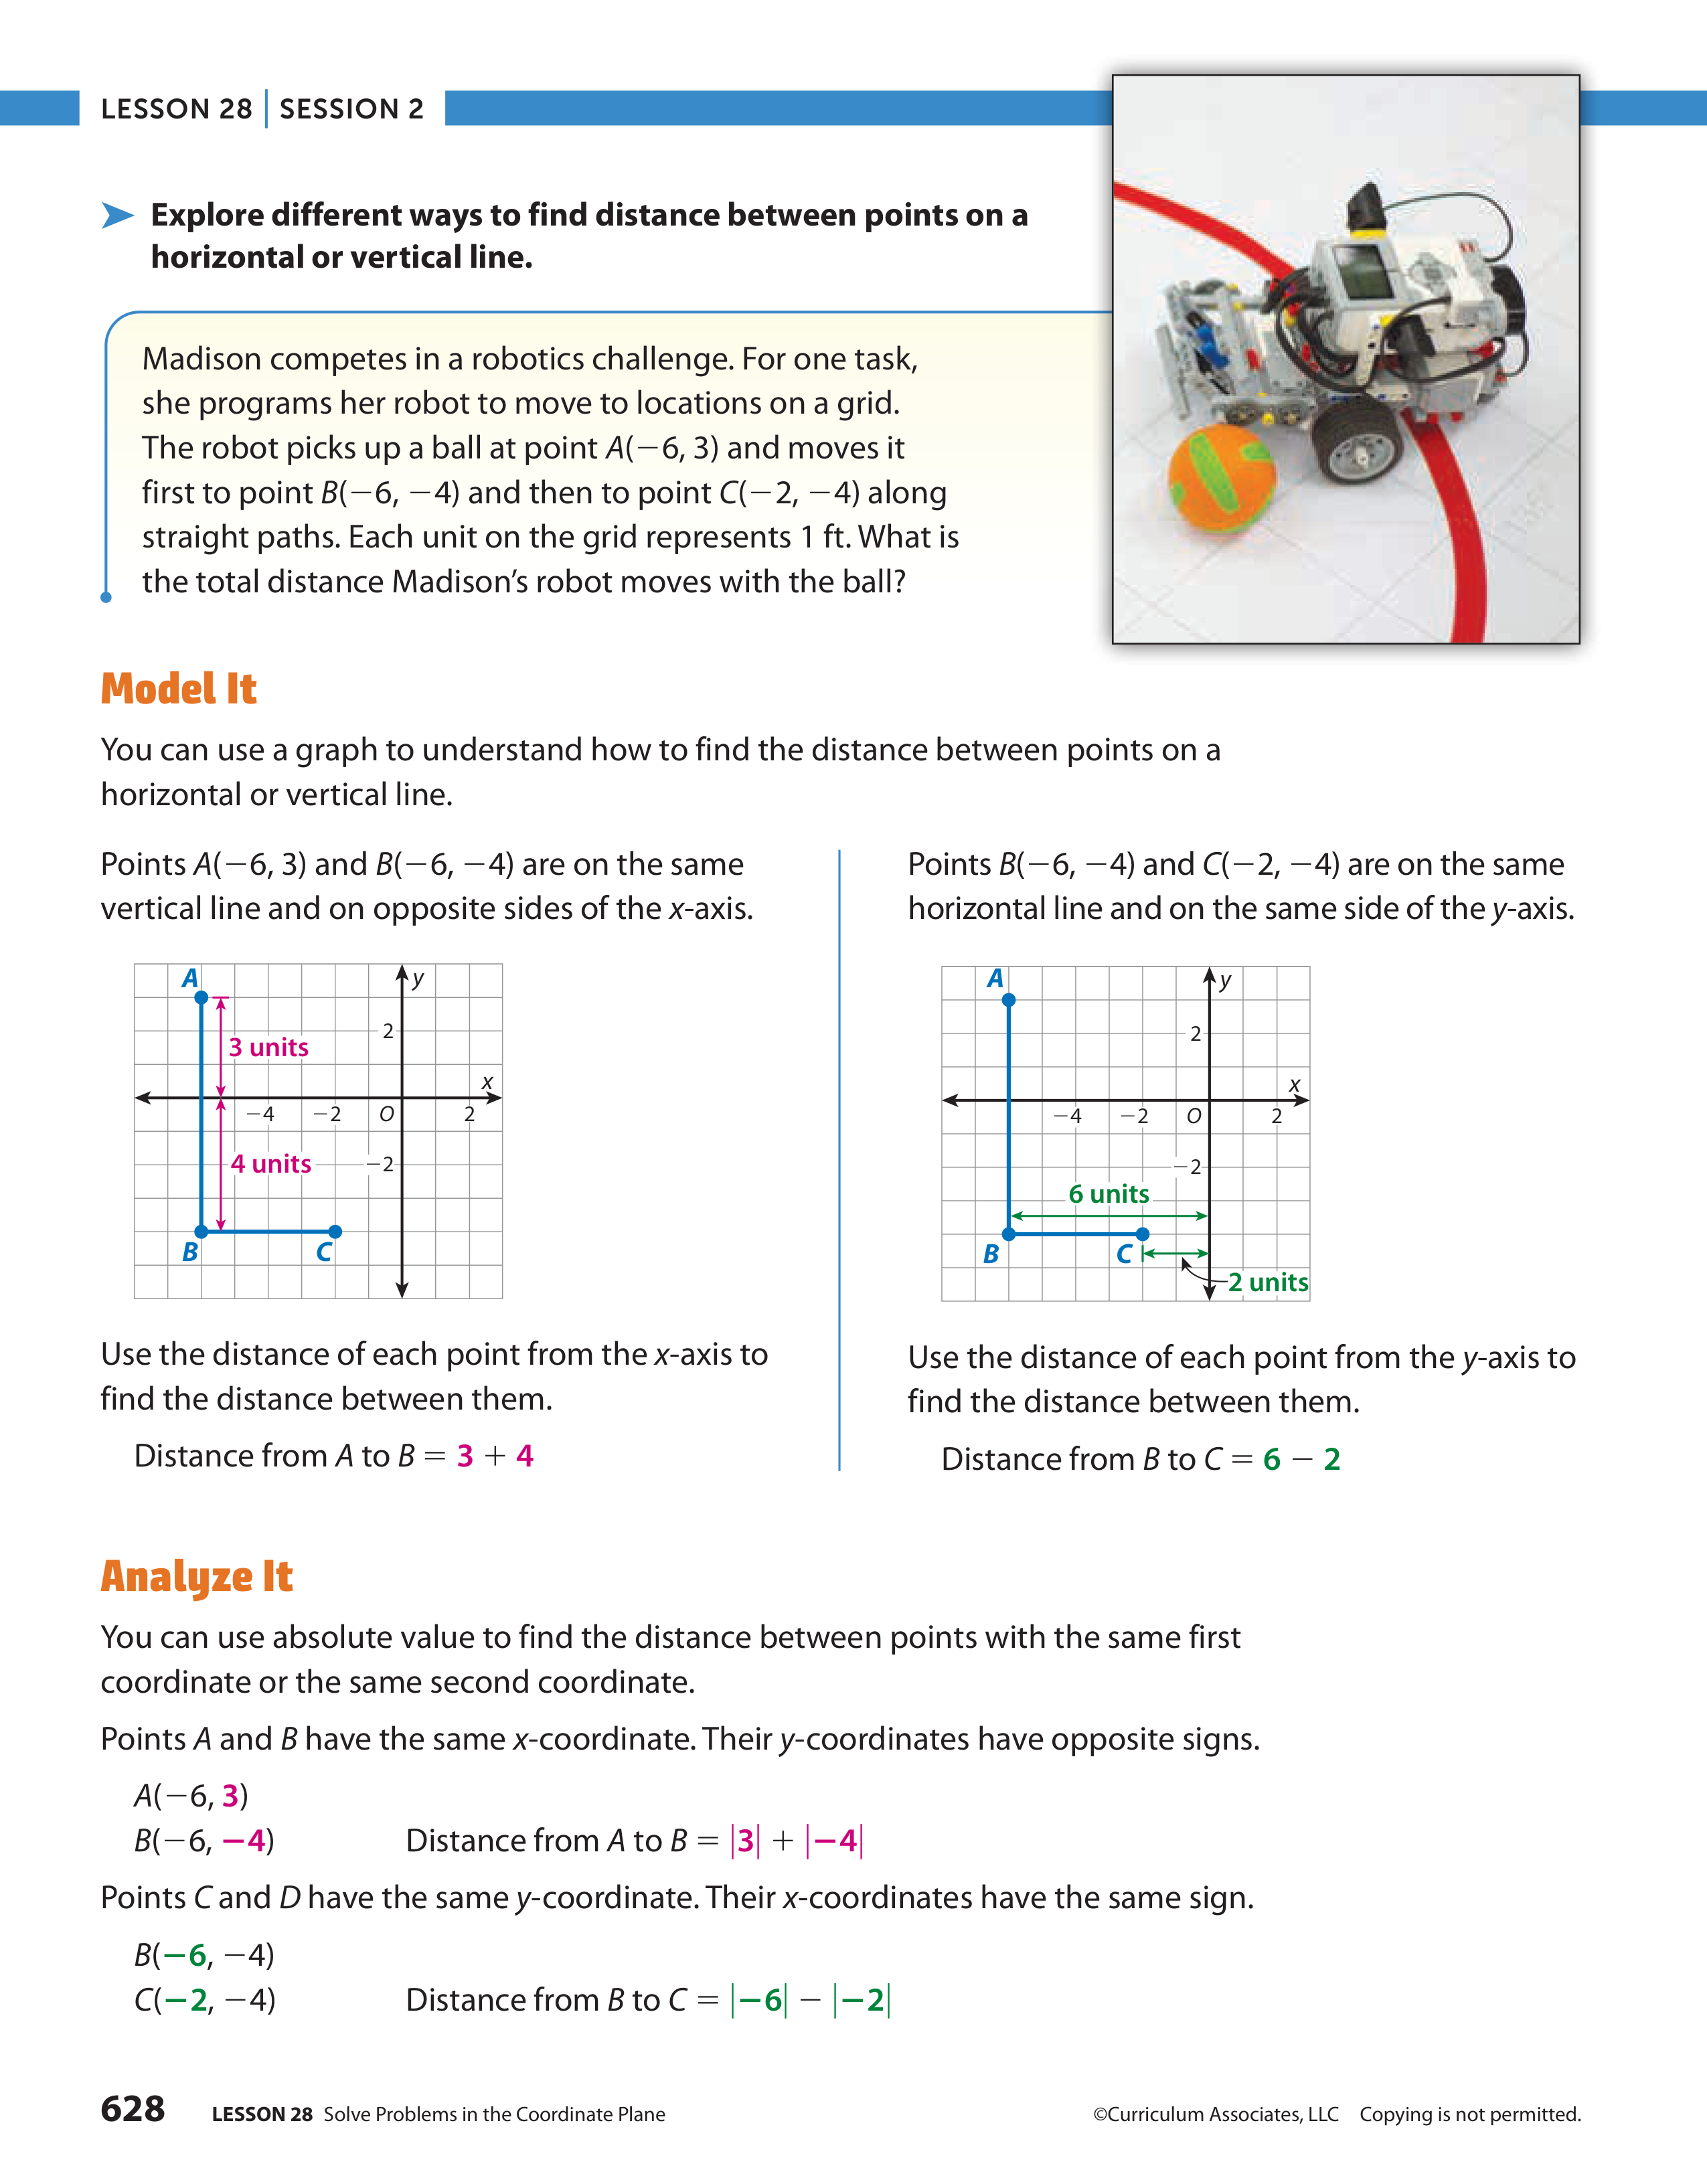 LESSON 28 | SESSION 2
➤ Explore different ways to find distance between points on a
horizontal or vertical line.
Madison competes in a robotics challenge. For one task,
she programs her robot to move to locations on a grid.
The robot picks up a ball at point A(−6, 3) and moves it
first to point B(−6, −4) and then to point C(−2, −4) along
straight paths. Each unit on the grid represents 1 ft. What is
the total distance Madison’s robot moves with the ball?
Model It
You can use a graph to understand how to find the distance between points on a
horizontal or vertical line.
Points A(−6, 3) and B(−6, −4) are on the same
vertical line and on opposite sides of the x-axis.
A
y
2
3 units
x
−4 −2 O 2
4 units
−2
B C
Use the distance of each point from the x-axis to
find the distance between them.
Distance from A to B = 3 + 4
Points B(−6, −4) and C(−2, −4) are on the same
horizontal line and on the same side of the y-axis.
A
y
2
x
−4 −2 O 2
−2
6 units
B C
2 units
Use the distance of each point from the y-axis to
find the distance between them.
Distance from B to C = 6 − 2
Analyze It
You can use absolute value to find the distance between points with the same first
coordinate or the same second coordinate.
Points A and B have the same x-coordinate. Their y-coordinates have opposite signs.
A(−6, 3)
B(−6, −4) Distance from A to B = |3| + |−4|
Points C and D have the same y-coordinate. Their x-coordinates have the same sign.
B(−6, −4)
C(−2, −4) Distance from B to C = |−6| − |−2|
628 LESSON 28 Solve Problems in the Coordinate Plane ©Curriculum Associates, LLC Copying is not permitted.